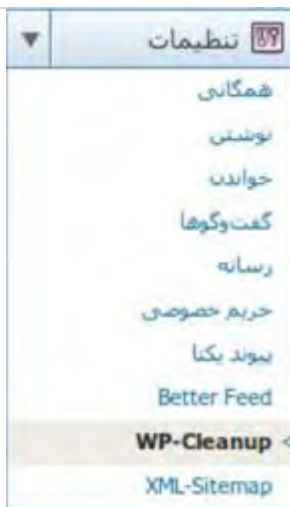 تنظیمات
همگانی
نوشتن
خواندن
گفت‌وگوها
رسانه
حریم خصوصی
پیوند یکتا
Better Feed
WP-Cleanup
XML-Sitemap